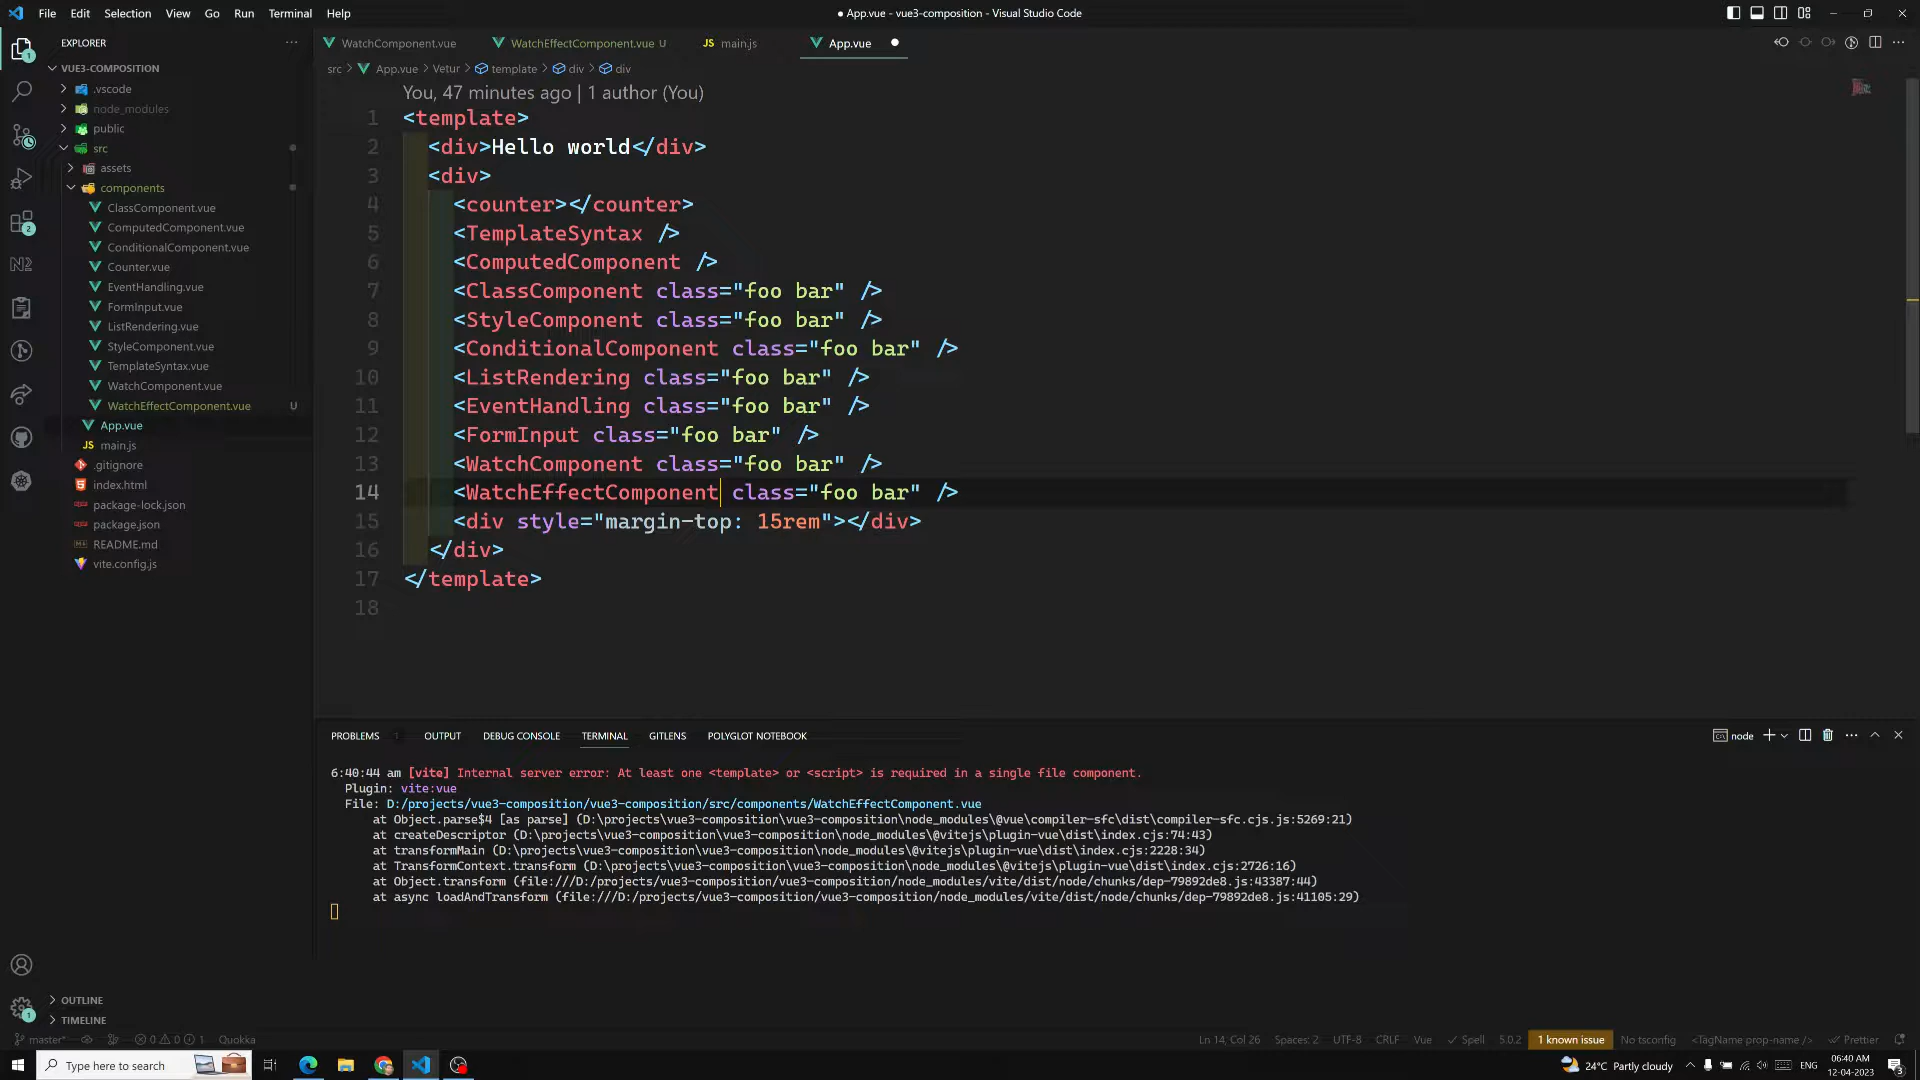 File Edit Selection View Go Run Terminal Help
● App.vue - vue3-composition - Visual Studio Code
EXPLORER
VUE3-COMPOSITION
.vscode
node_modules
public
src
assets
components
ClassComponent.vue
ComputedComponent.vue
ConditionalComponent.vue
Counter.vue
EventHandling.vue
FormInput.vue
ListRendering.vue
StyleComponent.vue
TemplateSyntax.vue
WatchComponent.vue
WatchEffectComponent.vue U
App.vue
JS main.js
.gitignore
index.html
package-lock.json
package.json
README.md
vite.config.js
OUTLINE
TIMELINE
WatchComponent.vue WatchEffectComponent.vue U JS main.js App.vue ●
src > App.vue > Vetur > template > div > div
You, 47 minutes ago | 1 author (You)
1 <template>
2 <div>Hello world</div>
3 <div>
4 <counter></counter>
5 <TemplateSyntax />
6 <ComputedComponent />
7 <ClassComponent class="foo bar" />
8 <StyleComponent class="foo bar" />
9 <ConditionalComponent class="foo bar" />
10 <ListRendering class="foo bar" />
11 <EventHandling class="foo bar" />
12 <FormInput class="foo bar" />
13 <WatchComponent class="foo bar" />
14 <WatchEffectComponent class="foo bar" />
15 <div style="margin-top: 15rem"></div>
16 </div>
17 </template>
18
PROBLEMS 1 OUTPUT DEBUG CONSOLE TERMINAL GITLENS POLYGLOT NOTEBOOK
node
6:40:44 am [vite] Internal server error: At least one <template> or <script> is required in a single file component.
Plugin: vite:vue
File: D:/projects/vue3-composition/vue3-composition/src/components/WatchEffectComponent.vue
at Object.parse$4 [as parse] (D:\projects\vue3-composition\vue3-composition\node_modules\@vue\compiler-sfc\dist\compiler-sfc.cjs.js:5269:21)
at createDescriptor (D:\projects\vue3-composition\vue3-composition\node_modules\@vitejs\plugin-vue\dist\index.cjs:74:43)
at transformMain (D:\projects\vue3-composition\vue3-composition\node_modules\@vitejs\plugin-vue\dist\index.cjs:2228:34)
at TransformContext.transform (D:\projects\vue3-composition\vue3-composition\node_modules\@vitejs\plugin-vue\dist\index.cjs:2726:16)
at Object.transform (file:///D:/projects/vue3-composition/vue3-composition/node_modules/vite/dist/node/chunks/dep-79892de8.js:43387:44)
at async loadAndTransform (file:///D:/projects/vue3-composition/vue3-composition/node_modules/vite/dist/node/chunks/dep-79892de8.js:41105:29)
master* 0 0 1 Quokka
Ln 14, Col 26 Spaces: 2 UTF-8 CRLF Vue Spell 5.0.2 1 known issue No tsconfig <TagName prop-name /> Prettier
Type here to search
24°C Partly cloudy ENG 06:40 AM
12-04-2023